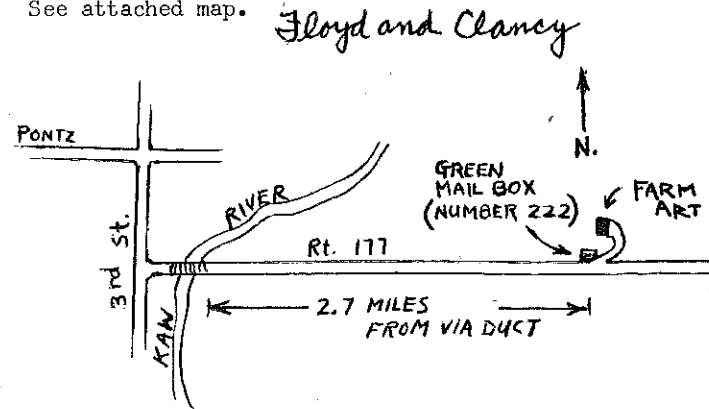 See attached map.
Floyd and Clancy
PONTZ
N.
GREEN
MAIL BOX
(NUMBER 222)
FARM
ART
RIVER
3rd St.
Rt. 177
KAW
2.7 MILES
FROM VIA DUCT